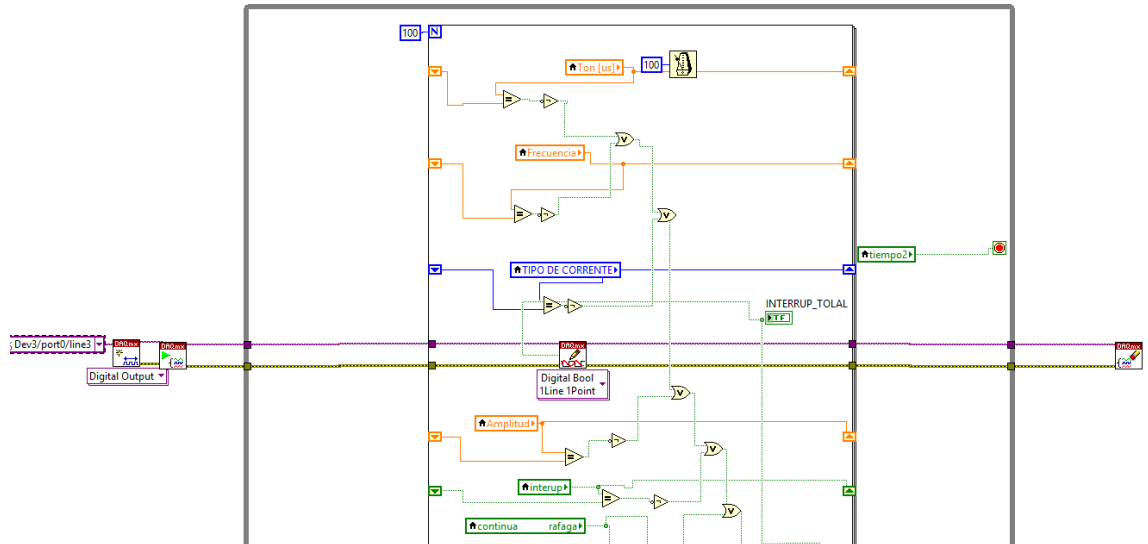 100
N
Ton [us]
100
=
V
Frecuencia
=
V
tiempo2
TIPO DE CORRENTE
=
INTERRUP_TOLAL
TF
Dev3/port0/line3
DAQmx
DAQmx
DAQmx
DAQmx
Digital Output
Digital Bool
1Line 1Point
V
Amplitud
=
V
interup
=
V
continua rafaga